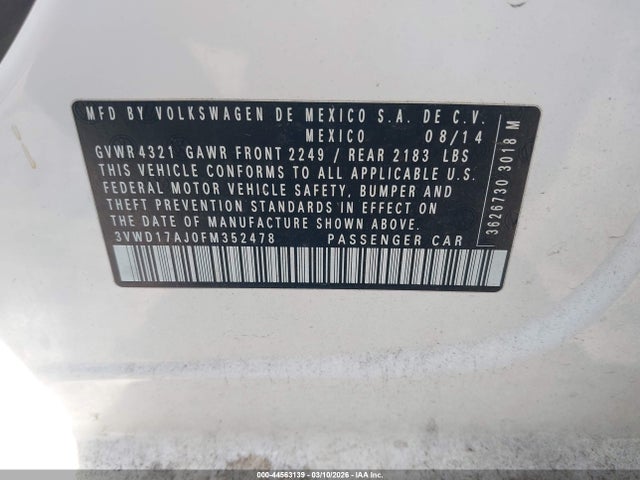 MFD BY VOLKSWAGEN DE MEXICO S.A. DE C.V.
MEXICO 08/14
GVWR 4321 GAWR FRONT 2249 / REAR 2183 LBS
THIS VEHICLE CONFORMS TO ALL APPLICABLE U.S.
FEDERAL MOTOR VEHICLE SAFETY, BUMPER AND
THEFT PREVENTION STANDARDS IN EFFECT ON
THE DATE OF MANUFACTURE SHOWN ABOVE.
3VWD17AJ0FM352478 PASSENGER CAR
3626730 3018 M
000-44563139 - 03/10/2026 - IAA Inc.